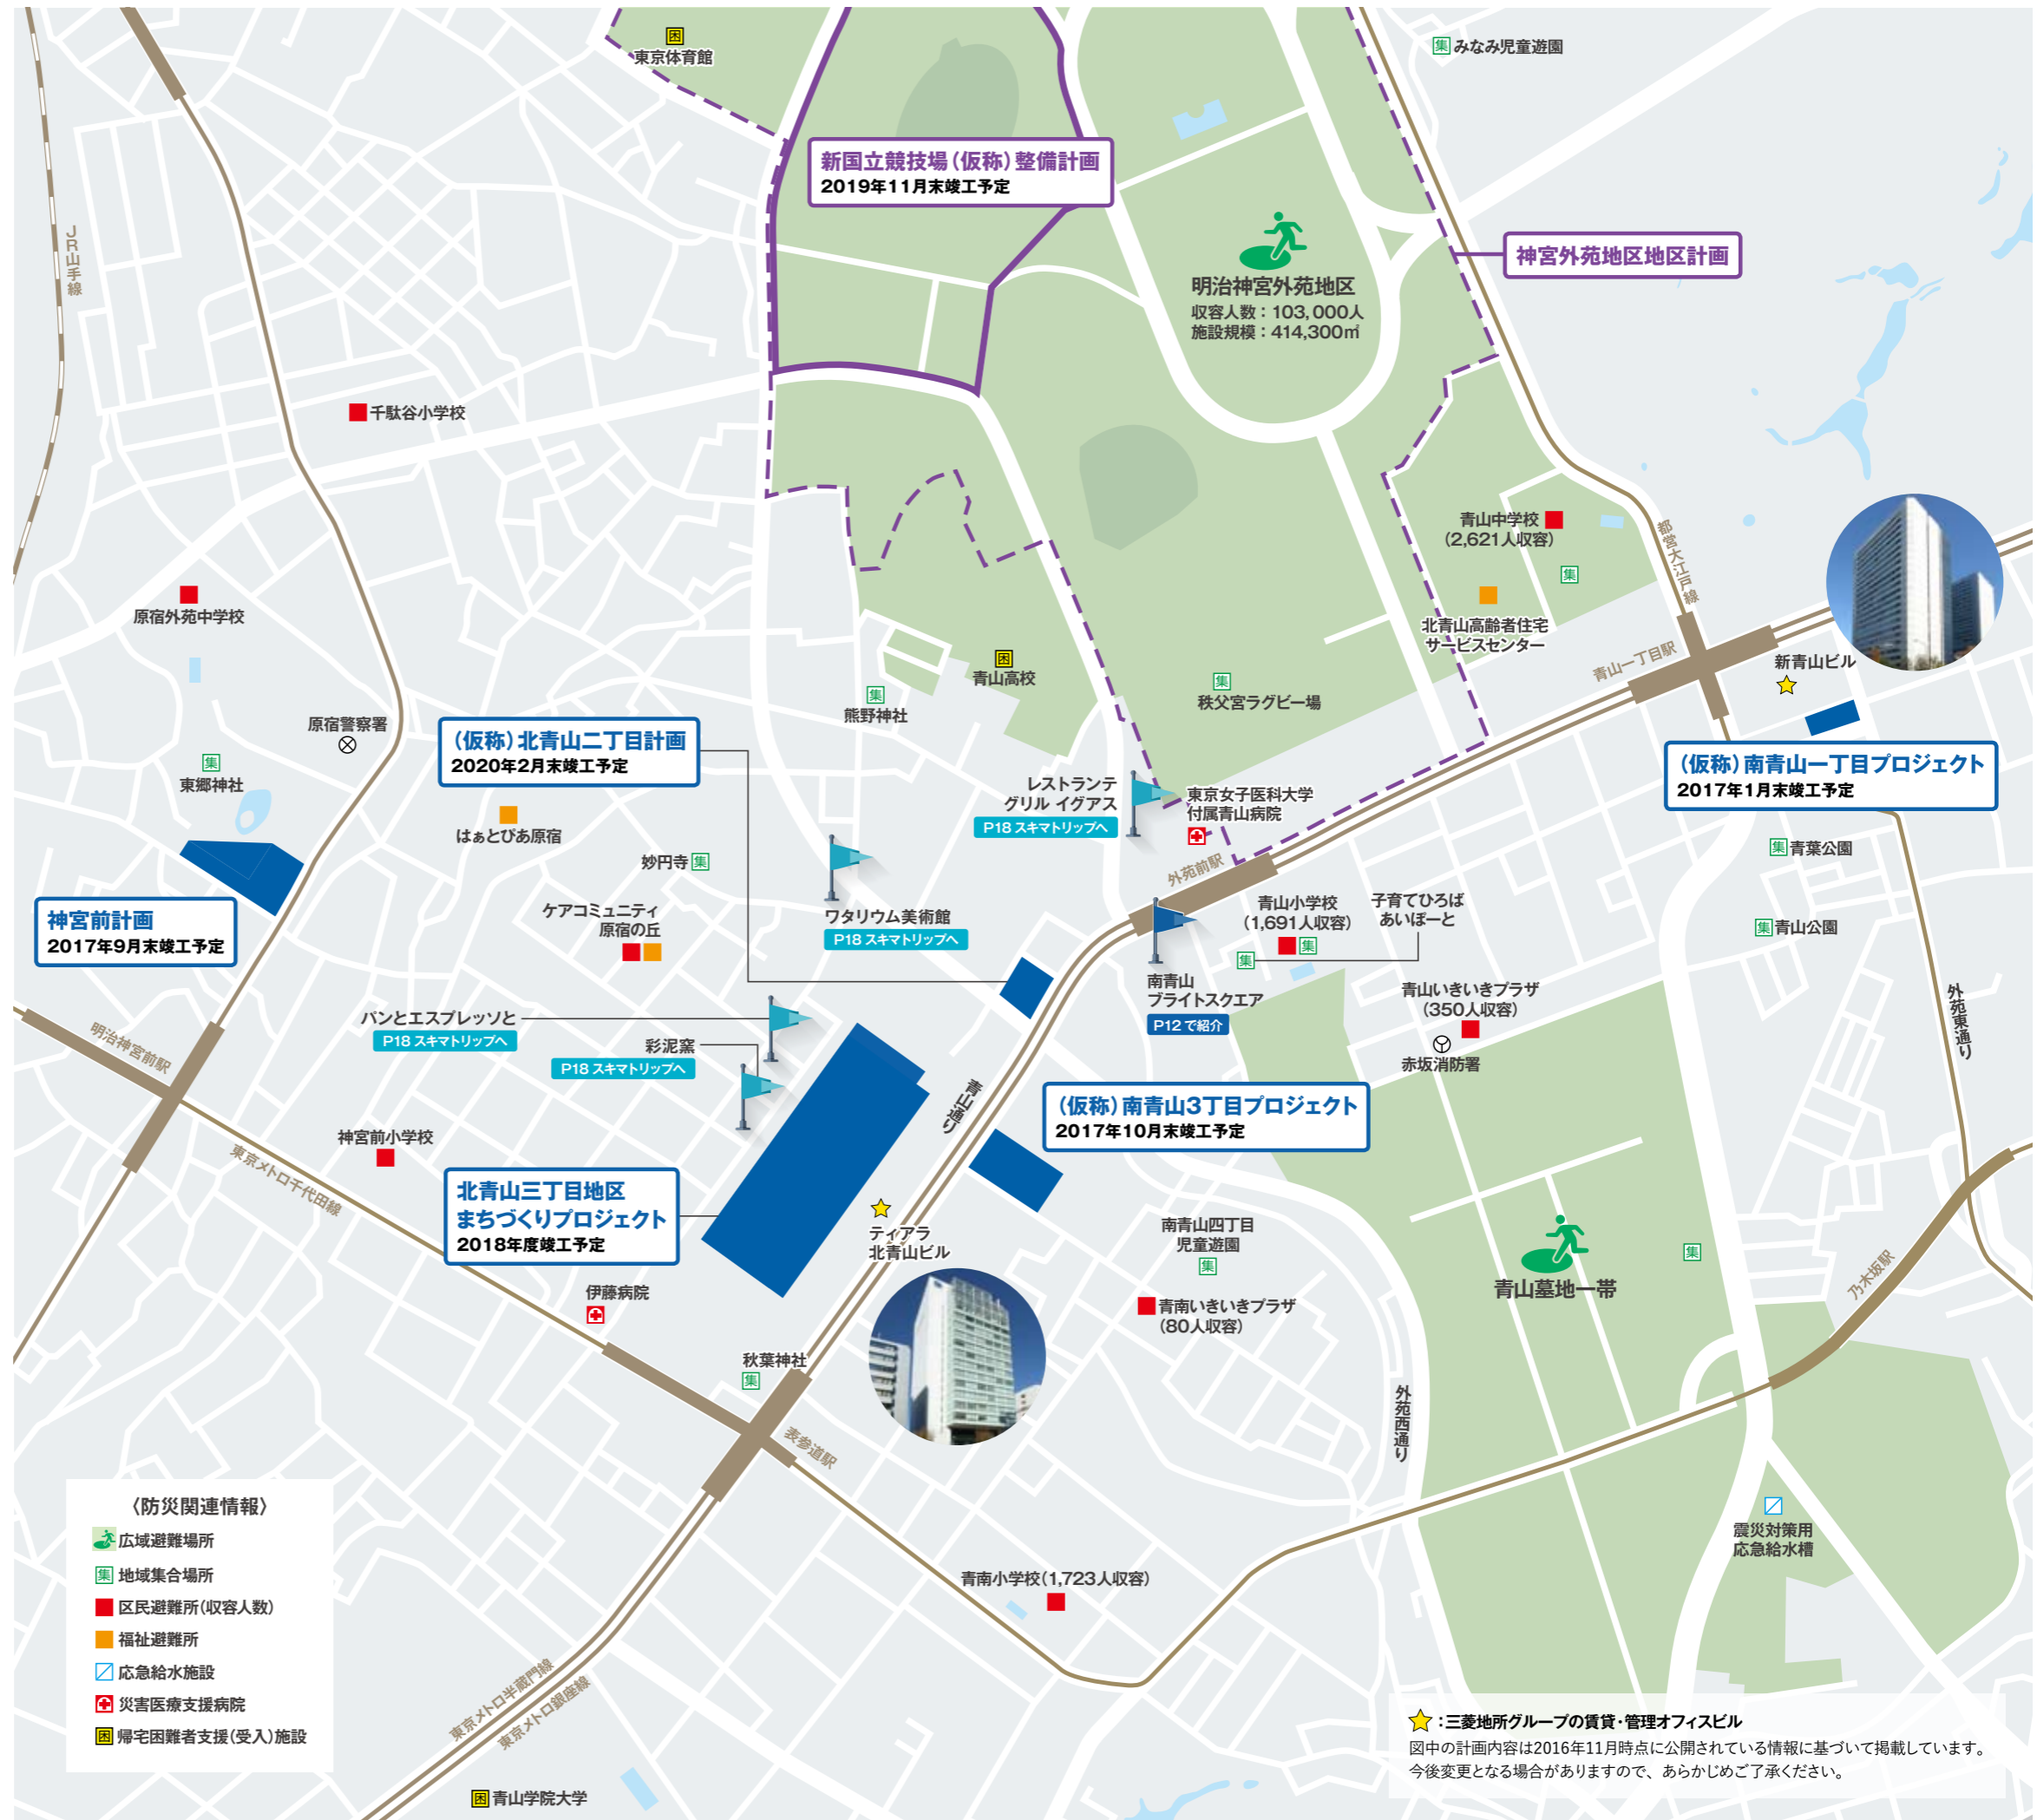 困
東京体育館
集 みなみ児童遊園
新国立競技場(仮称)整備計画
2019年11月末竣工予定
JR山手線
神宮外苑地区地区計画
明治神宮外苑地区
収容人数：103,000人
施設規模：414,300㎡
千駄谷小学校
青山中学校
(2,621人収容)
集
都営大江戸線
原宿外苑中学校
北青山高齢者住宅
サービスセンター
青山一丁目駅
新青山ビル
困
青山高校
集
秩父宮ラグビー場
集
熊野神社
原宿警察署
集
東郷神社
(仮称)北青山二丁目計画
2020年2月末竣工予定
(仮称)南青山一丁目プロジェクト
2017年1月末竣工予定
レストランテ
グリル イグアス
P18 スキマトリップへ
東京女子医科大学
付属青山病院
はぁとぴあ原宿
妙円寺 集
集 青葉公園
外苑前駅
神宮前計画
2017年9月末竣工予定
ケアコミュニティ
原宿の丘
ワタリウム美術館
P18 スキマトリップへ
青山小学校
(1,691人収容)
集
子育てひろば
あいぽーと
集
集 青山公園
南青山
ブライトスクエア
P12 で紹介
青山いきいきプラザ
(350人収容)
赤坂消防署
外苑東通り
明治神宮前駅
パンとエスプレッソと
P18 スキマトリップへ
彩泥窯
P18 スキマトリップへ
青山通り
(仮称)南青山3丁目プロジェクト
2017年10月末竣工予定
神宮前小学校
東京メトロ千代田線
北青山三丁目地区
まちづくりプロジェクト
2018年度竣工予定
ティアラ
北青山ビル
南青山四丁目
児童遊園
集
青山墓地一帯
集
乃木坂駅
伊藤病院
青南いきいきプラザ
(80人収容)
秋葉神社
集
外苑西通り
表参道駅
震災対策用
応急給水槽
青南小学校(1,723人収容)
〈防災関連情報〉
広域避難場所
集 地域集合場所
区民避難所(収容人数)
福祉避難所
応急給水施設
災害医療支援病院
困 帰宅困難者支援(受入)施設
東京メトロ半蔵門線
東京メトロ銀座線
困 青山学院大学
：三菱地所グループの賃貸・管理オフィスビル
図中の計画内容は2016年11月時点に公開されている情報に基づいて掲載しています。
今後変更となる場合がありますので、あらかじめご了承ください。